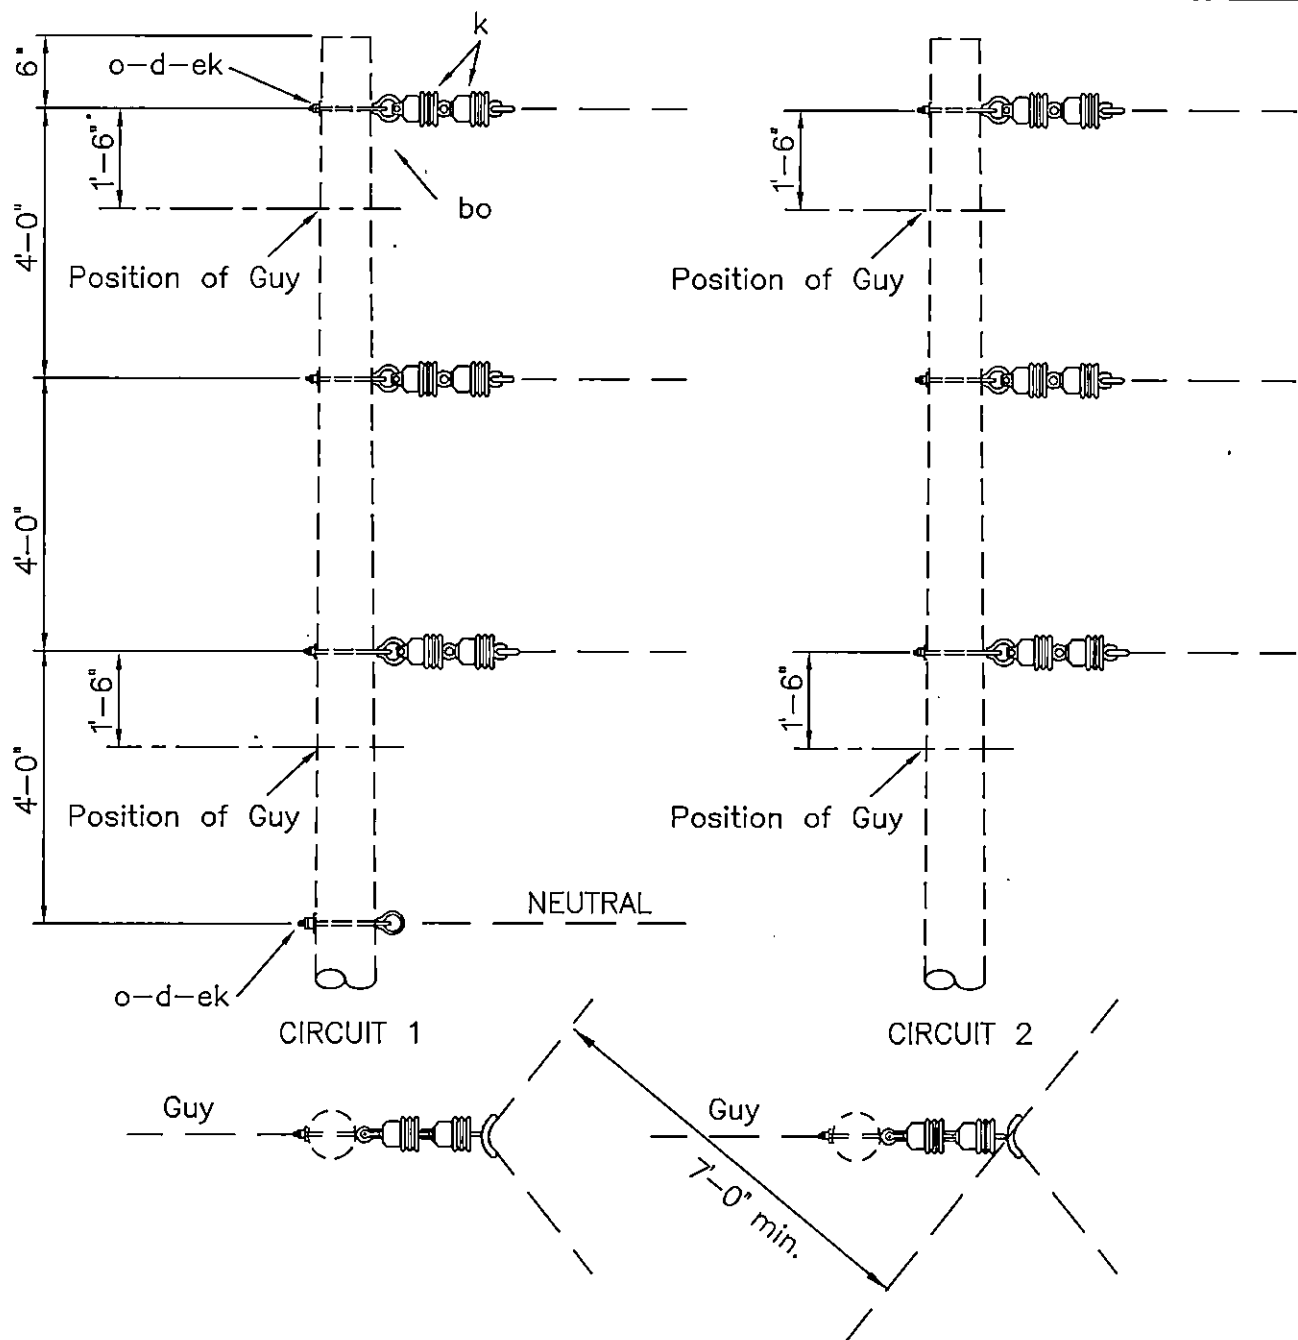 6"
o-d-ek
k
1'-6"
bo
4'-0"
Position of Guy
4'-0"
1'-6"
4'-0"
Position of Guy
NEUTRAL
o-d-ek
CIRCUIT 1
1'-6"
Position of Guy
1'-6"
Position of Guy
CIRCUIT 2
Guy
Guy
7'-0" min.